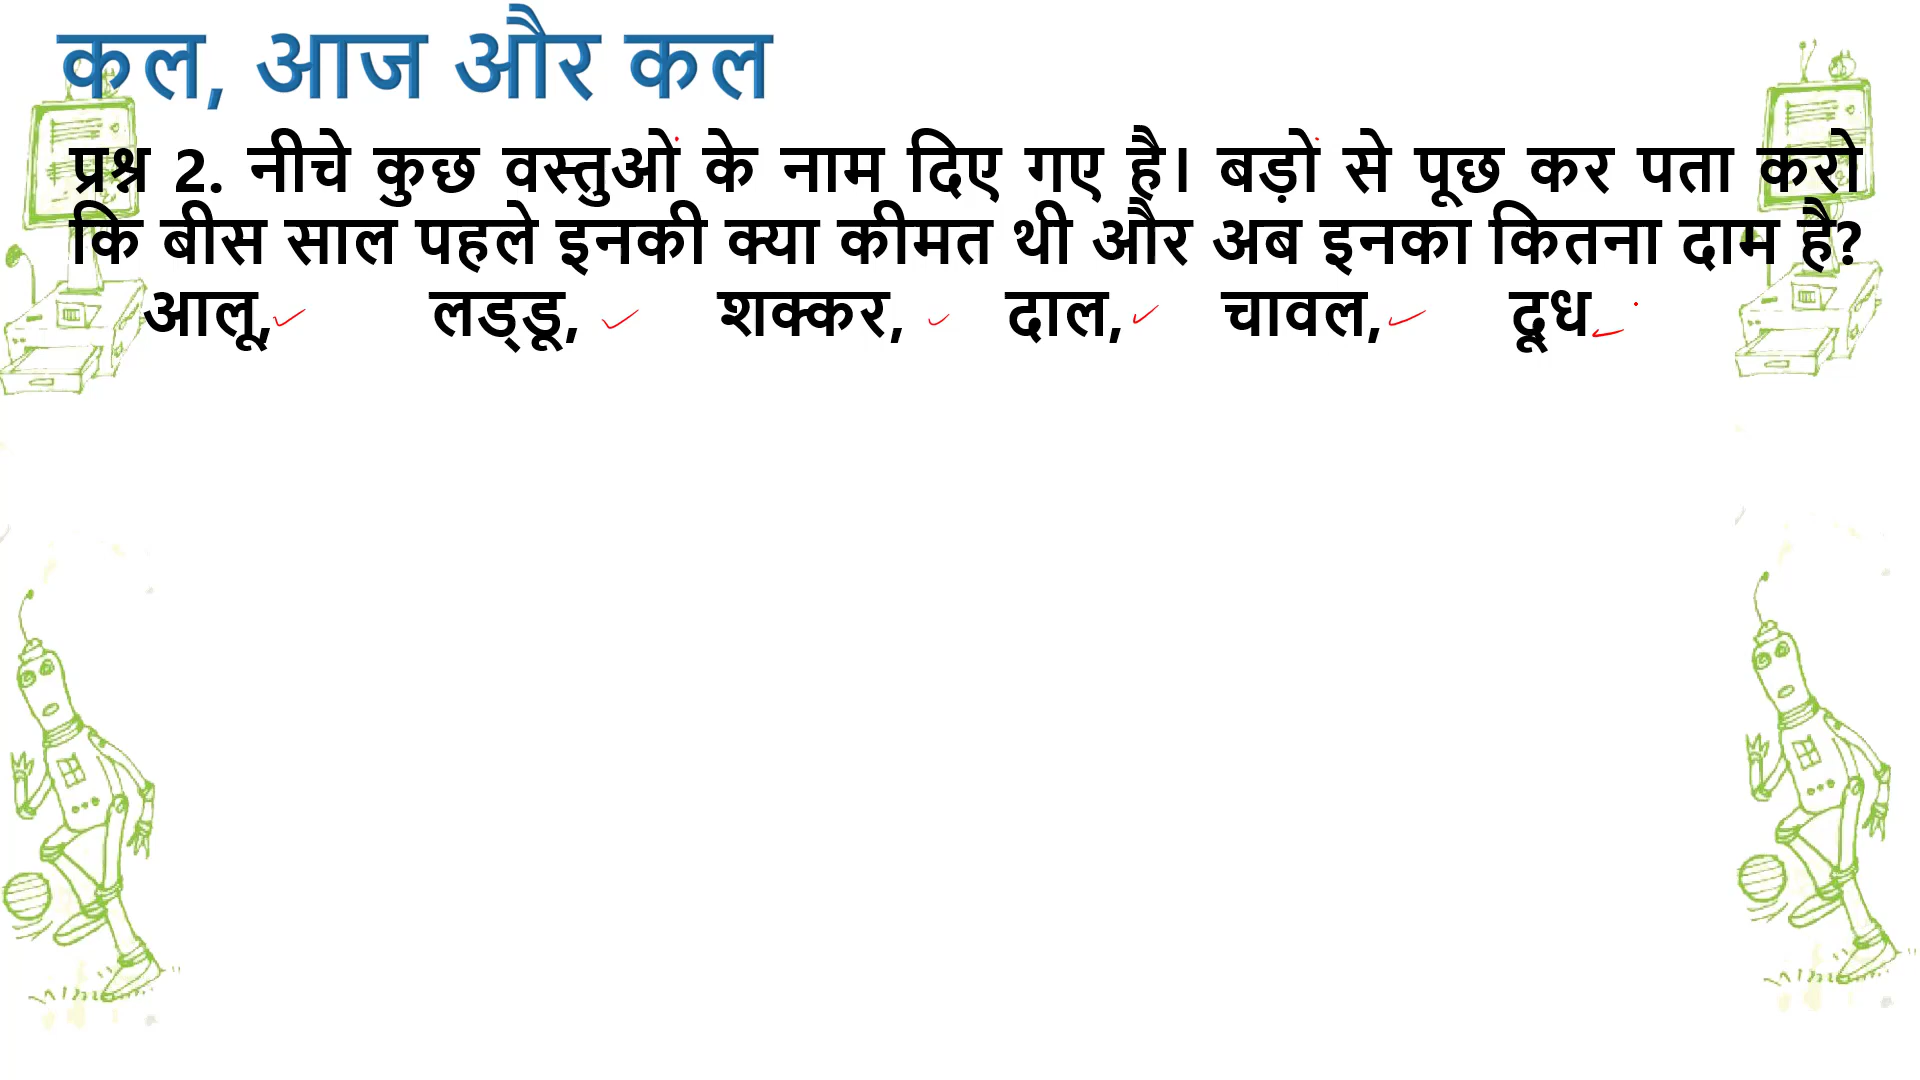 कल, आज और कल
प्रश्न 2. नीचे कुछ वस्तुओं के नाम दिए गए है। बड़ों से पूछ कर पता करो
कि बीस साल पहले इनकी क्या कीमत थी और अब इनका कितना दाम है?
आलू, लड्डू, शक्कर, दाल, चावल, दूध